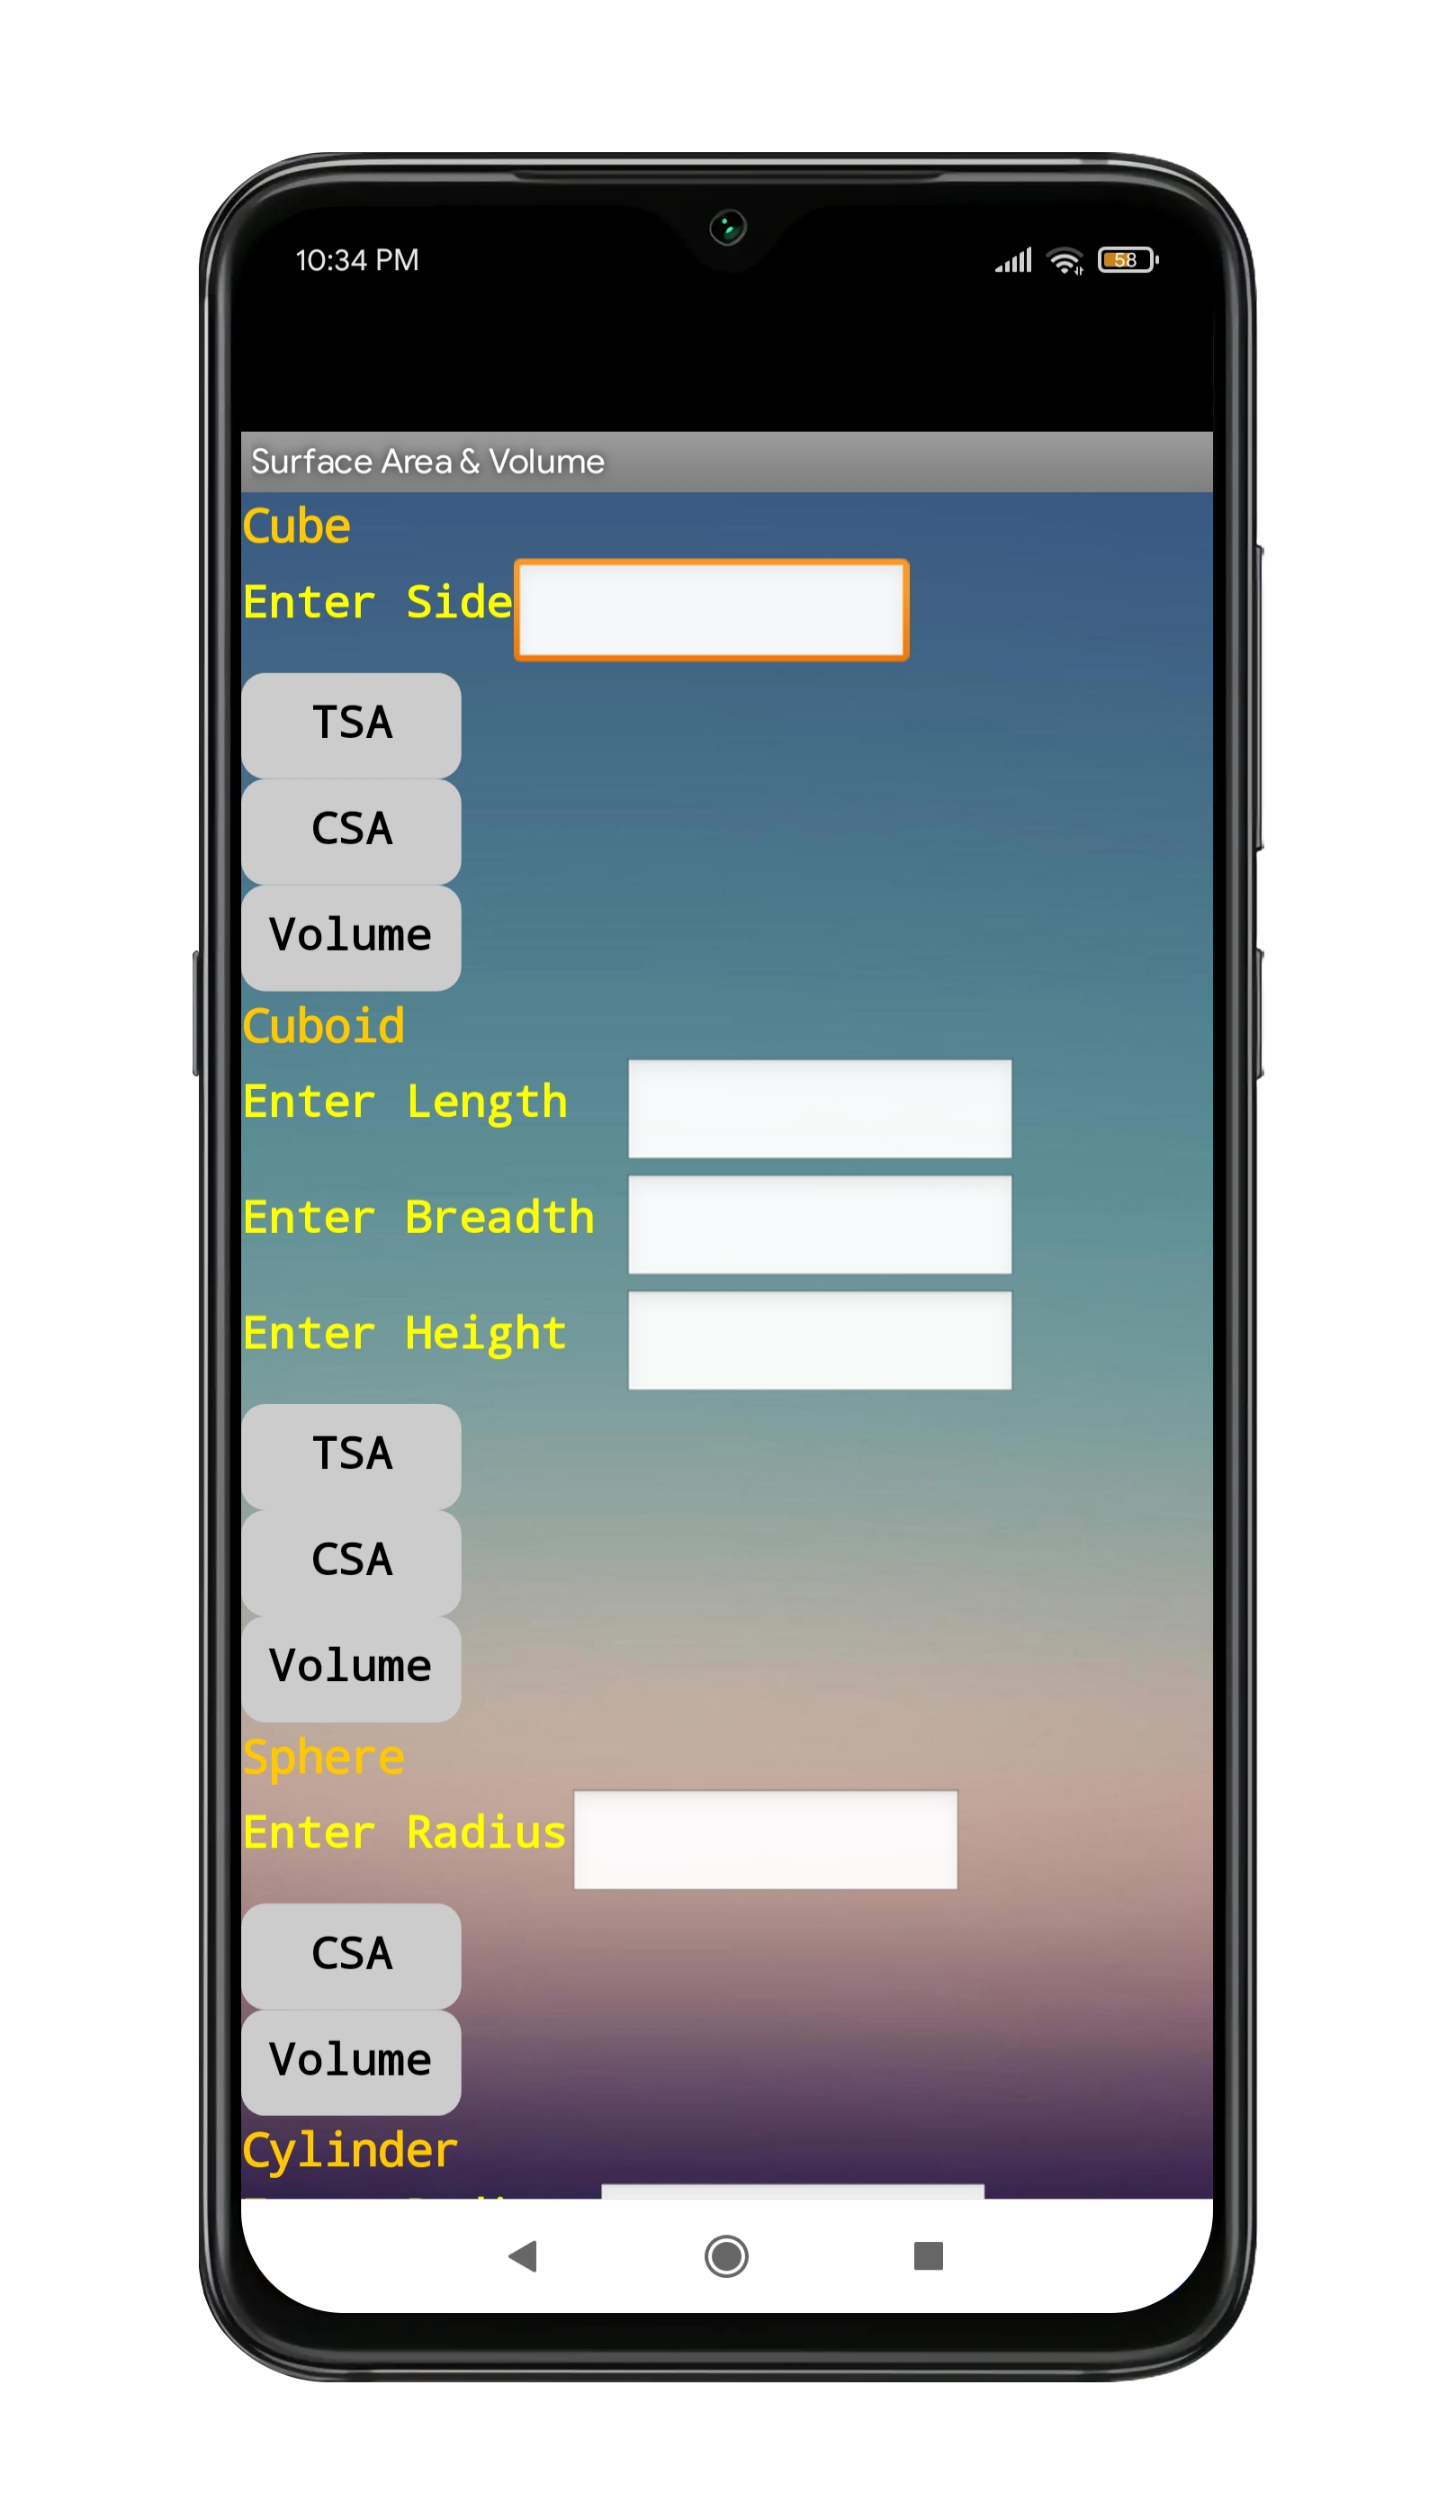 10:34 PM 58
Surface Area & Volume
Cube
Enter Side
TSA
CSA
Volume
Cuboid
Enter Length
Enter Breadth
Enter Height
TSA
CSA
Volume
Sphere
Enter Radius
CSA
Volume
Cylinder